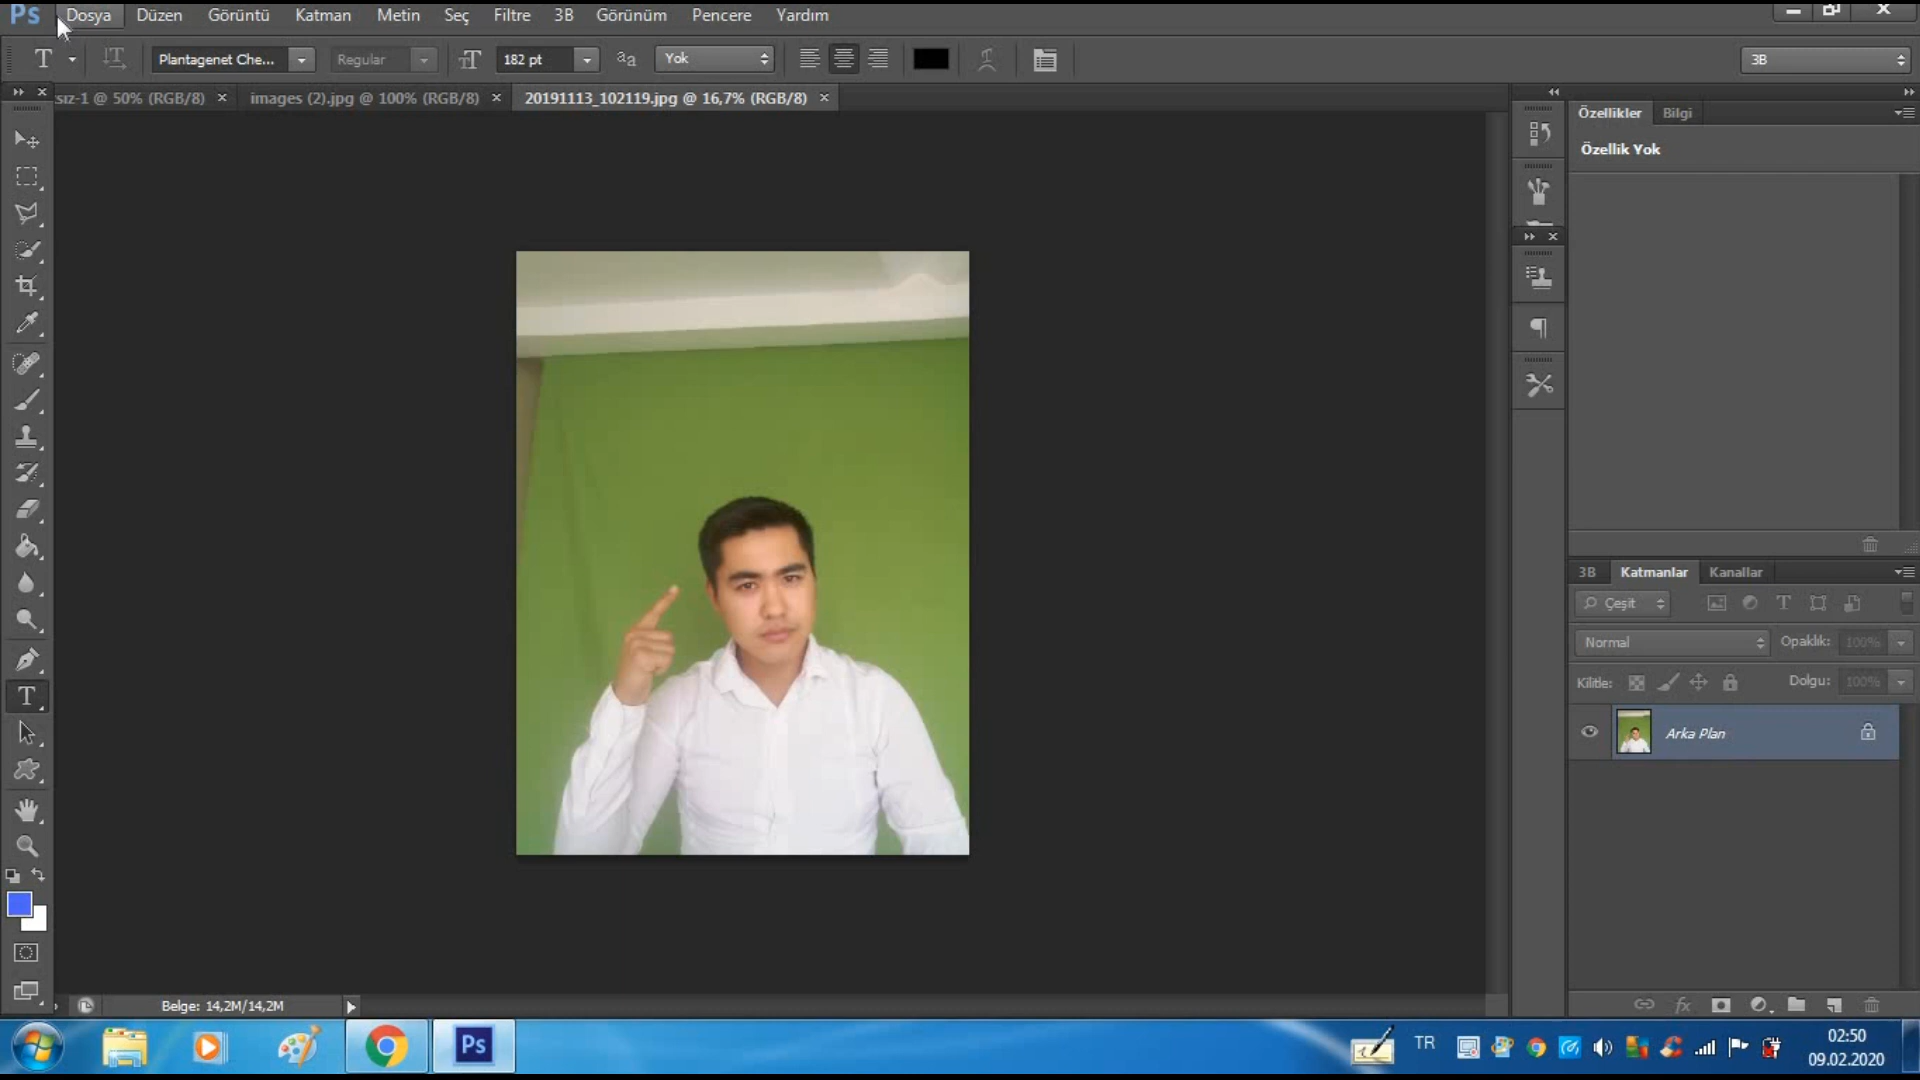 Ps Dosya Düzen Görüntü Katman Metin Seç Filtre 3B Görünüm Pencere Yardım
T Plantagenet Che... Regular 182 pt aa Yok 3B
sız-1 @ 50% (RGB/8) × images (2).jpg @ 100% (RGB/8) × 20191113_102119.jpg @ 16,7% (RGB/8) ×
Özellikler Bilgi
Özellik Yok
3B Katmanlar Kanallar
Çeşit
Normal Opaklık: 100%
Kilitle: Dolgu: 100%
Arka Plan
Belge: 14,2M/14,2M
Ps TR 02:50
09.02.2020